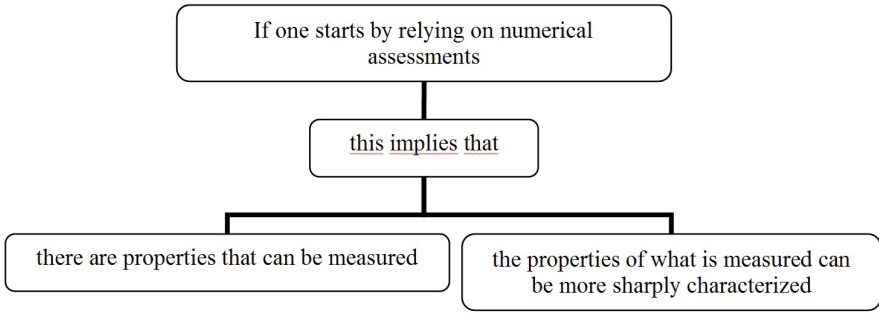 If one starts by relying on numerical
assessments
this implies that
there are properties that can be measured
the properties of what is measured can
be more sharply characterized